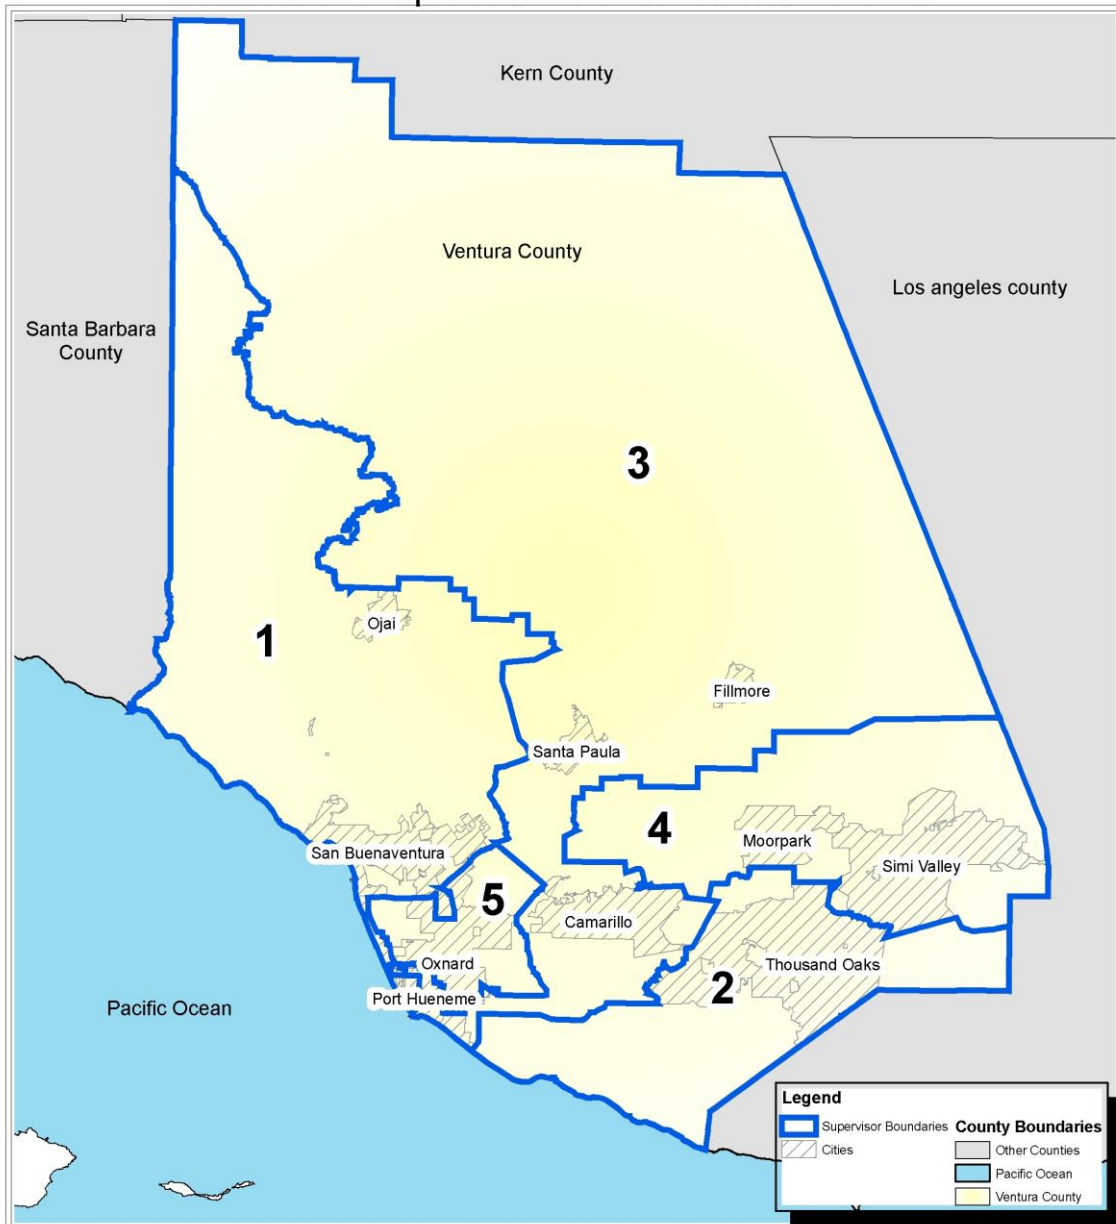 Kern County
Ventura County
Los angeles county
Santa Barbara
County
3
1
Ojai
Fillmore
Santa Paula
4
Moorpark
San Buenaventura
Simi Valley
5
Camarillo
Oxnard
Thousand Oaks
2
Port Hueneme
Pacific Ocean
Legend
Supervisor Boundaries
Cities
County Boundaries
Other Counties
Pacific Ocean
Ventura County